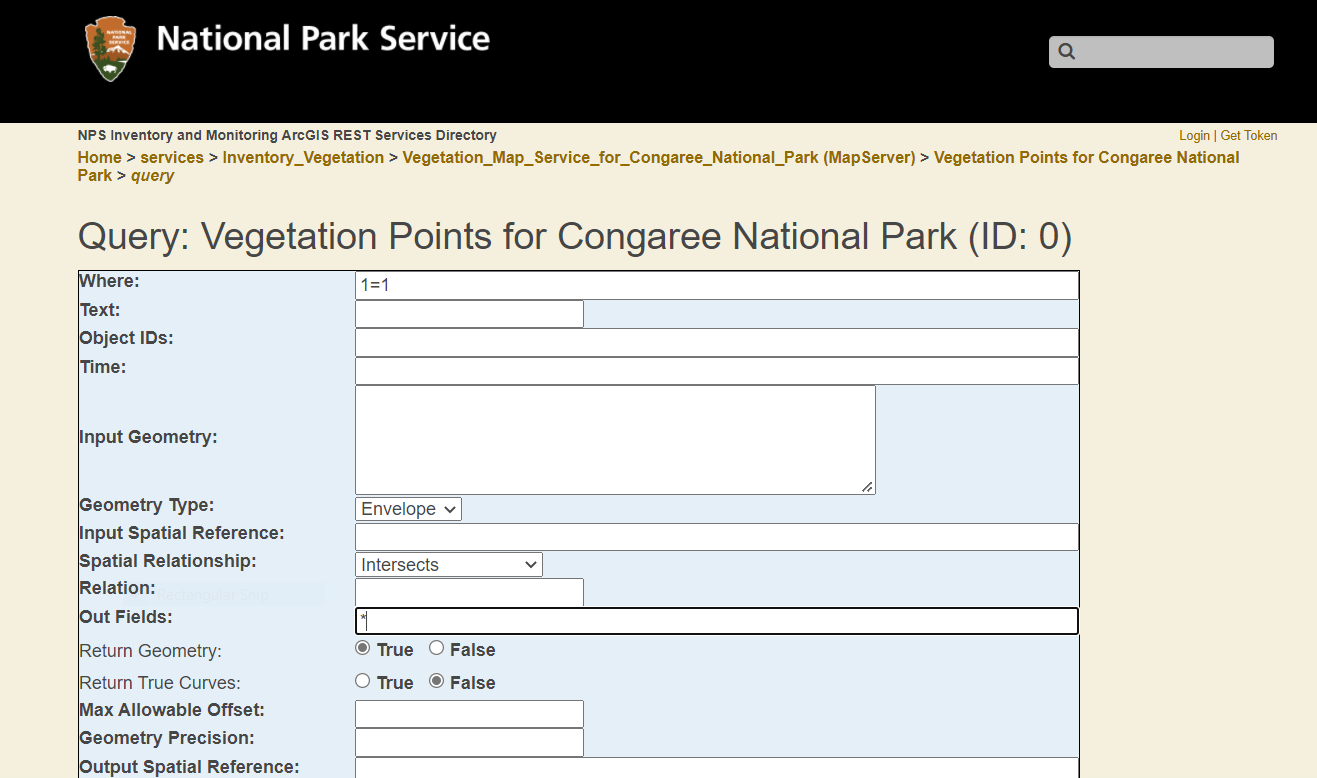 NATIONAL
PARK
SERVICE
National Park Service
NPS Inventory and Monitoring ArcGIS REST Services Directory
Login | Get Token
Home > services > Inventory_Vegetation > Vegetation_Map_Service_for_Congaree_National_Park (MapServer) > Vegetation Points for Congaree National
Park > query
Query: Vegetation Points for Congaree National Park (ID: 0)
Where: 1=1
Text:
Object IDs:
Time:
Input Geometry:
Geometry Type: Envelope
Input Spatial Reference:
Spatial Relationship: Intersects
Relation:
Rectangular Snip
Out Fields: *
Return Geometry: True False
Return True Curves: True False
Max Allowable Offset:
Geometry Precision:
Output Spatial Reference: